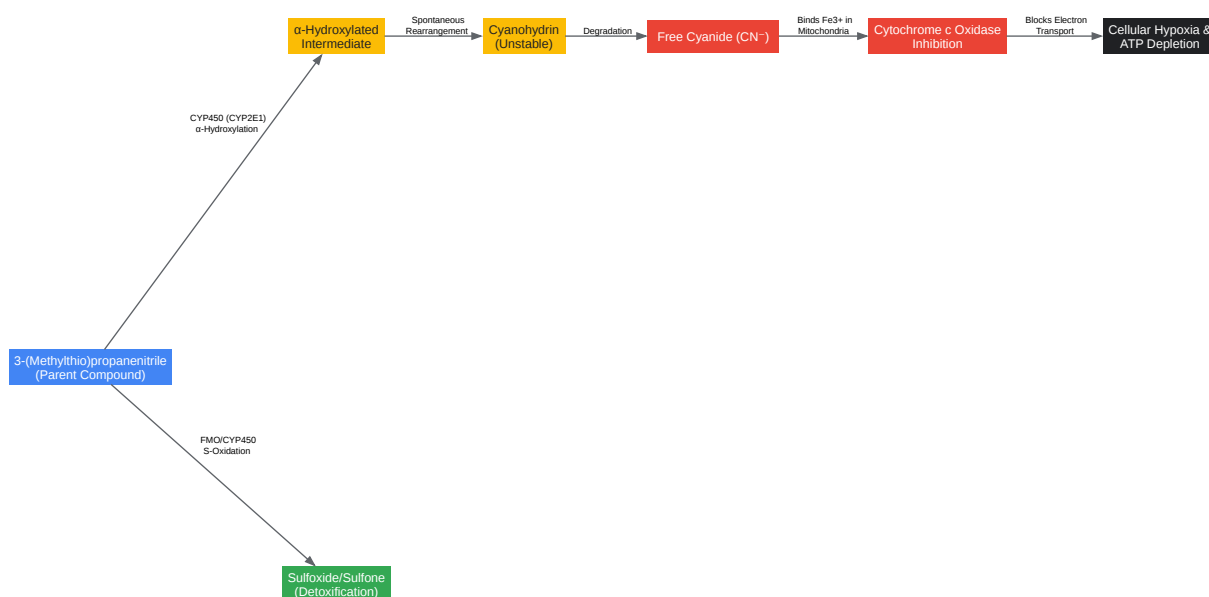 α-Hydroxylated
Intermediate
Spontaneous
Rearrangement
Cyanohydrin
(Unstable)
Degradation
Free Cyanide (CN⁻)
Binds Fe3+ in
Mitochondria
Cytochrome c Oxidase
Inhibition
Blocks Electron
Transport
Cellular Hypoxia &
ATP Depletion
CYP450 (CYP2E1)
α-Hydroxylation
3-(Methylthio)propanenitrile
(Parent Compound)
FMO/CYP450
S-Oxidation
Sulfoxide/Sulfone
(Detoxification)